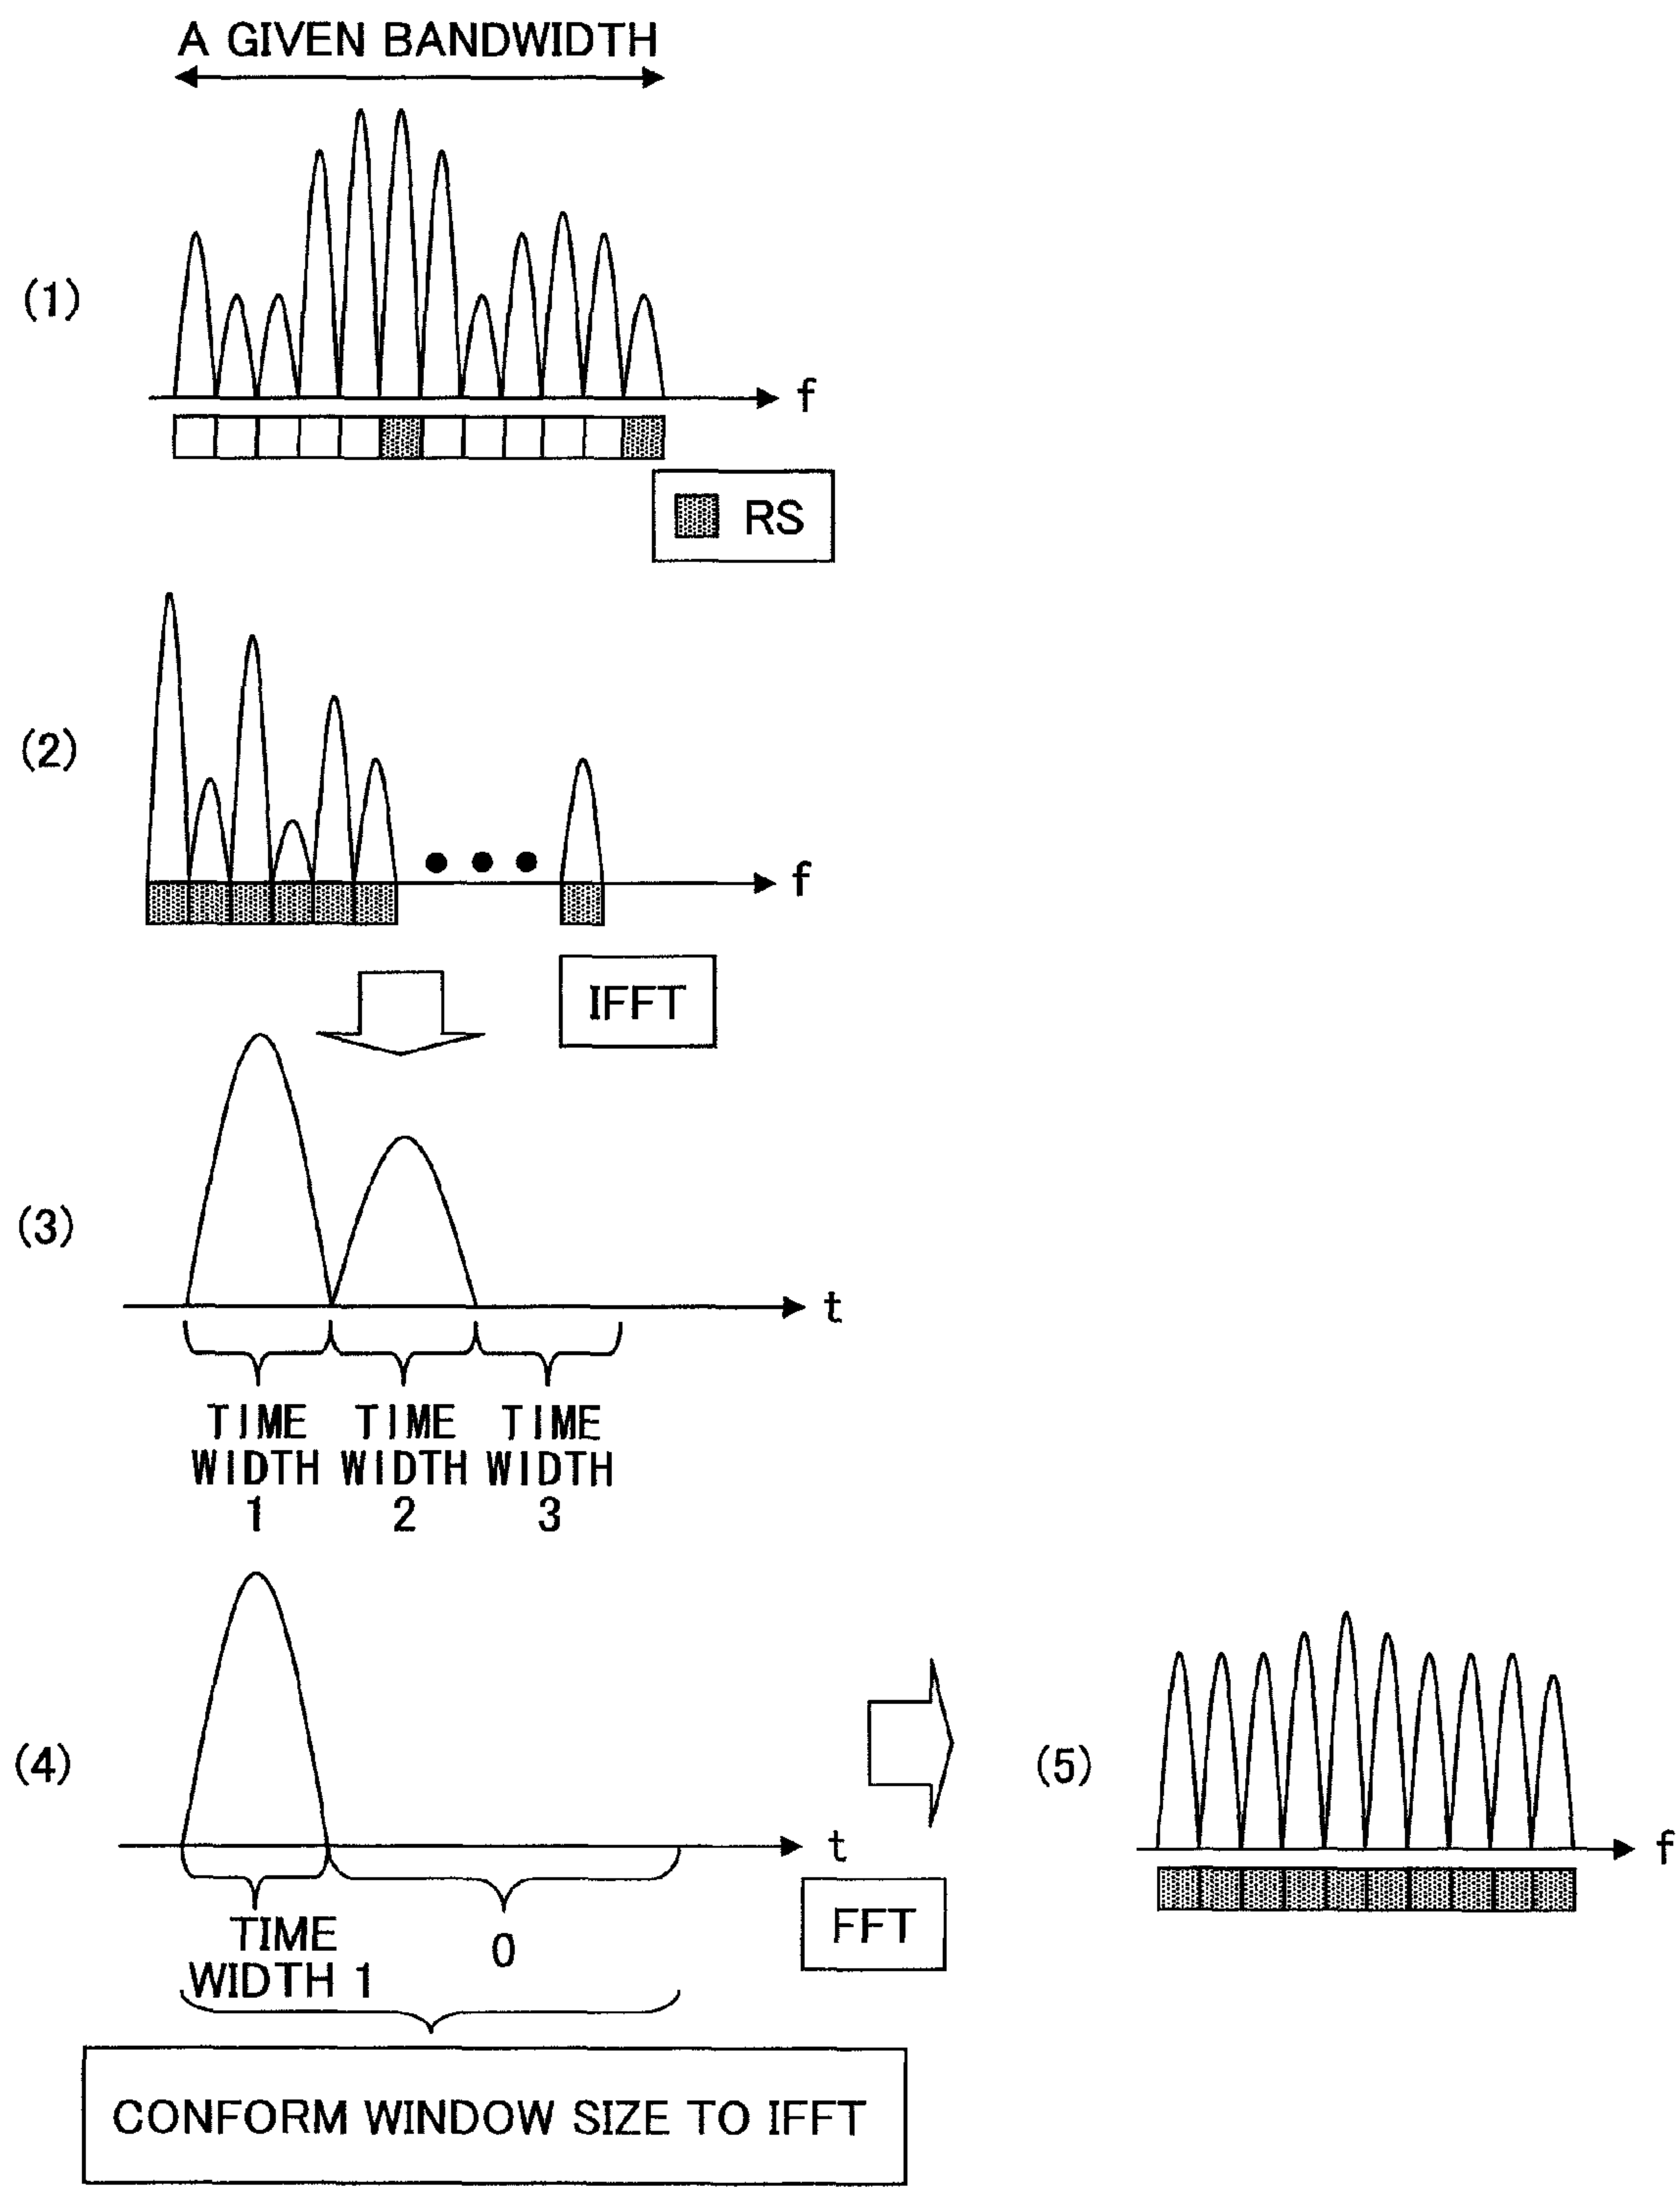 A GIVEN BANDWIDTH
(1)
f
RS
(2)
f
IFFT
(3)
t
TIME WIDTH 1
TIME WIDTH 2
TIME WIDTH 3
(4)
t
TIME
WIDTH 1
0
FFT
(5)
f
CONFORM WINDOW SIZE TO IFFT